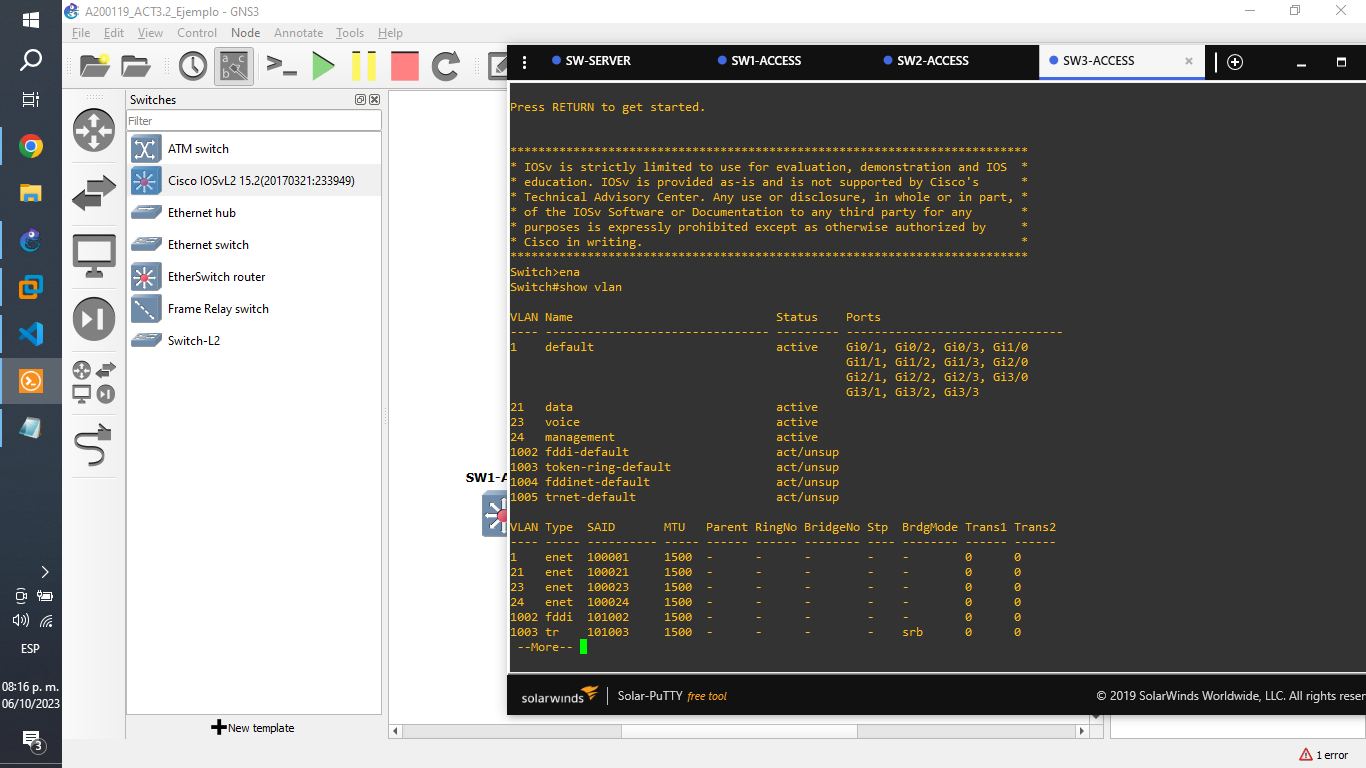 A200119_ACT3.2_Ejemplo - GNS3
File Edit View Control Node Annotate Tools Help
SW-SERVER
SW1-ACCESS
SW2-ACCESS
SW3-ACCESS
Switches
Filter
ATM switch
Cisco IOSvL2 15.2(20170321:233949)
Ethernet hub
Ethernet switch
EtherSwitch router
Frame Relay switch
Switch-L2
New template
SW1-A
Press RETURN to get started.
**************************************************************************
* IOSv is strictly limited to use for evaluation, demonstration and IOS  *
* education. IOSv is provided as-is and is not supported by Cisco's      *
* Technical Advisory Center. Any use or disclosure, in whole or in part, *
* of the IOSv Software or Documentation to any third party for any       *
* purposes is expressly prohibited except as otherwise authorized by     *
* Cisco in writing.                                                      *
**************************************************************************
Switch>ena
Switch#show vlan
VLAN Name                             Status    Ports
---- -------------------------------- --------- -------------------------------
1    default                          active    Gi0/1, Gi0/2, Gi0/3, Gi1/0
                                                Gi1/1, Gi1/2, Gi1/3, Gi2/0
                                                Gi2/1, Gi2/2, Gi2/3, Gi3/0
                                                Gi3/1, Gi3/2, Gi3/3
21   data                             active
23   voice                            active
24   management                       active
1002 fddi-default                     act/unsup
1003 token-ring-default               act/unsup
1004 fddinet-default                  act/unsup
1005 trnet-default                    act/unsup
VLAN Type  SAID       MTU   Parent RingNo BridgeNo Stp  BrdgMode Trans1 Trans2
---- ----- ---------- ----- ------ ------ -------- ---- -------- ------ ------
1    enet  100001     1500  -      -      -        -    -        0      0
21   enet  100021     1500  -      -      -        -    -        0      0
23   enet  100023     1500  -      -      -        -    -        0      0
24   enet  100024     1500  -      -      -        -    -        0      0
1002 fddi  101002     1500  -      -      -        -    -        0      0
1003 tr    101003     1500  -      -      -        -    srb      0      0
 --More--
solarwinds
Solar-PuTTY free tool
© 2019 SolarWinds Worldwide, LLC. All rights reser
ESP
08:16 p. m.
06/10/2023
3
1 error